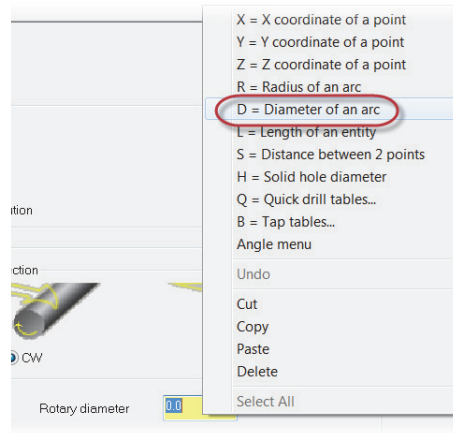 X = X coordinate of a point
Y = Y coordinate of a point
Z = Z coordinate of a point
R = Radius of an arc
D = Diameter of an arc
L = Length of an entity
S = Distance between 2 points
H = Solid hole diameter
Q = Quick drill tables...
B = Tap tables...
Angle menu
Undo
Cut
Copy
Paste
Delete
Select All
ution
ction
CW
Rotary diameter 0.0